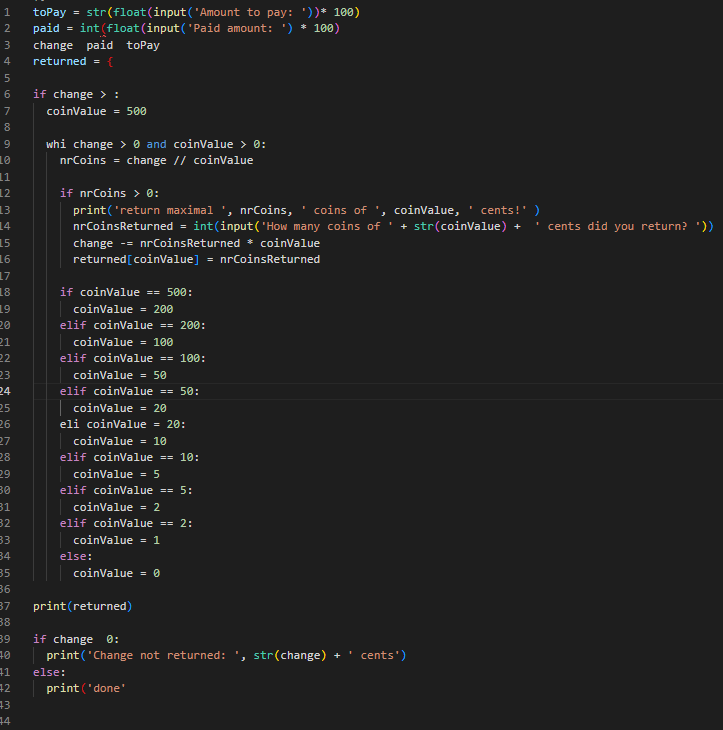 1 toPay = str(float(input('Amount to pay: '))* 100)
2 paid = int(float(input('Paid amount: ') * 100)
3 change  paid  toPay
4 returned = {
5
6 if change > :
7   coinValue = 500
8
9   whi change > 0 and coinValue > 0:
10     nrCoins = change // coinValue
11
12     if nrCoins > 0:
13       print('return maximal ', nrCoins, ' coins of ', coinValue, ' cents!' )
14       nrCoinsReturned = int(input('How many coins of ' + str(coinValue) +  ' cents did you return? '))
15       change -= nrCoinsReturned * coinValue
16       returned[coinValue] = nrCoinsReturned
17
18     if coinValue == 500:
19       coinValue = 200
20     elif coinValue == 200:
21       coinValue = 100
22     elif coinValue == 100:
23       coinValue = 50
24     elif coinValue == 50:
25       coinValue = 20
26     eli coinValue = 20:
27       coinValue = 10
28     elif coinValue == 10:
29       coinValue = 5
30     elif coinValue == 5:
31       coinValue = 2
32     elif coinValue == 2:
33       coinValue = 1
34     else:
35       coinValue = 0
36
37 print(returned)
38
39 if change  0:
40   print('Change not returned: ', str(change) + ' cents')
41 else:
42   print('done'
43
44